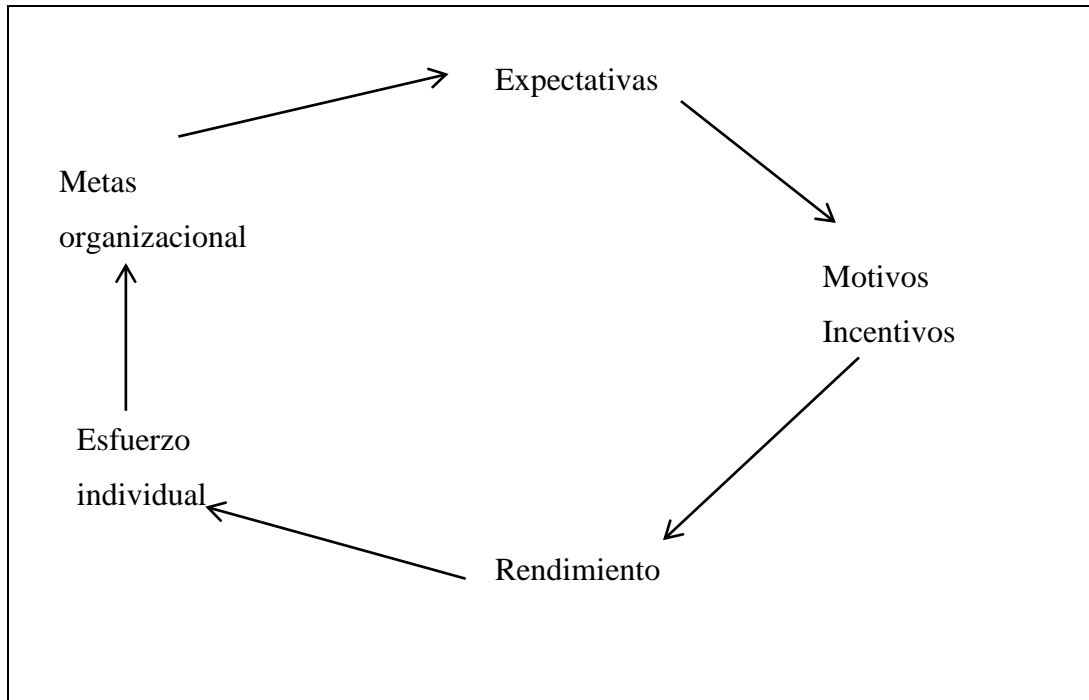 Expectativas
Metas
organizacional
Motivos
Incentivos
Esfuerzo
individual
Rendimiento